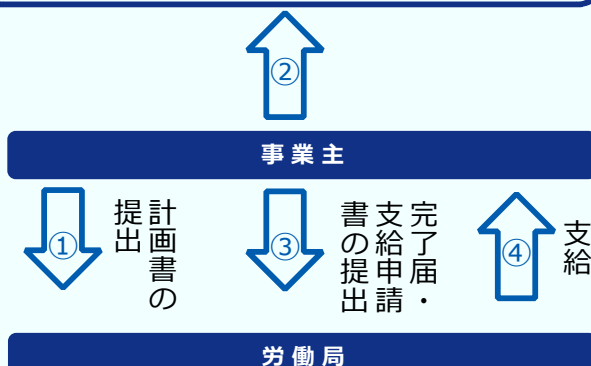 ②
事業主
①
計画書の
提出
③
完了届・
支給申請
書の提出
④
支給
労働局